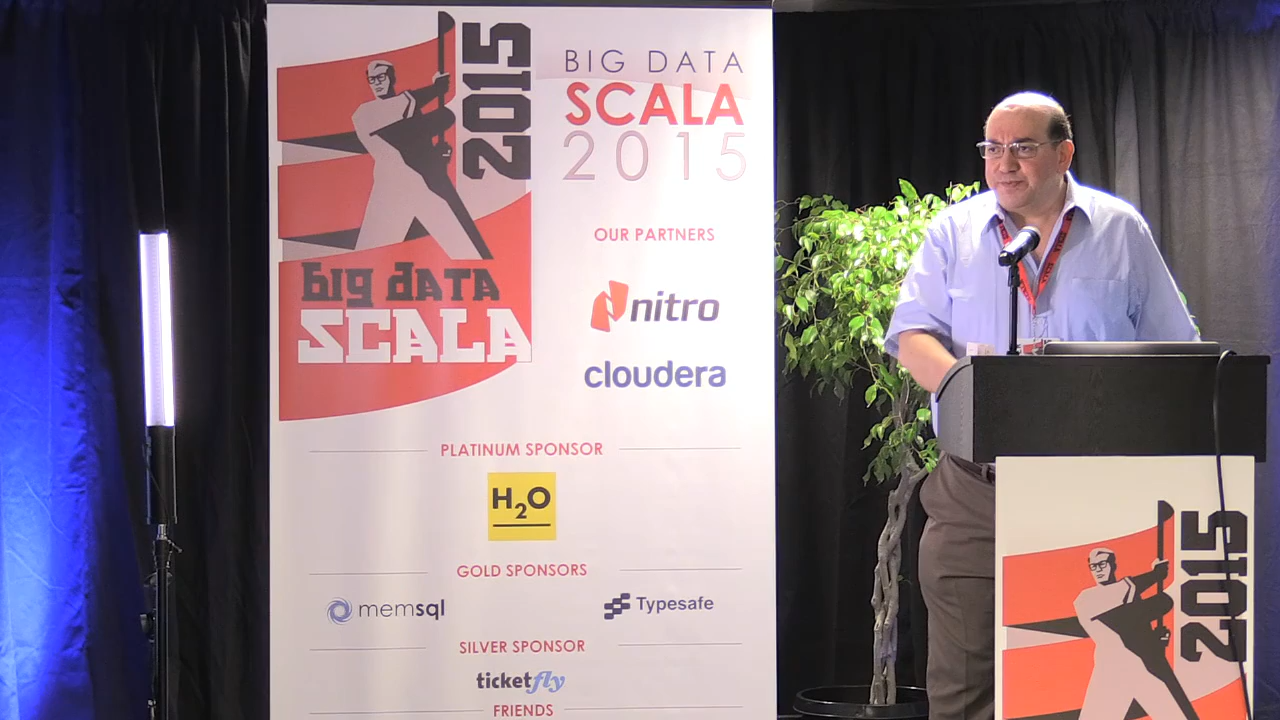 2015
big data
SCALA
BIG DATA
SCALA
2015
OUR PARTNERS
nitro
cloudera
PLATINUM SPONSOR
H2O
GOLD SPONSORS
memsql
Typesafe
SILVER SPONSOR
ticketfly
FRIENDS
2015